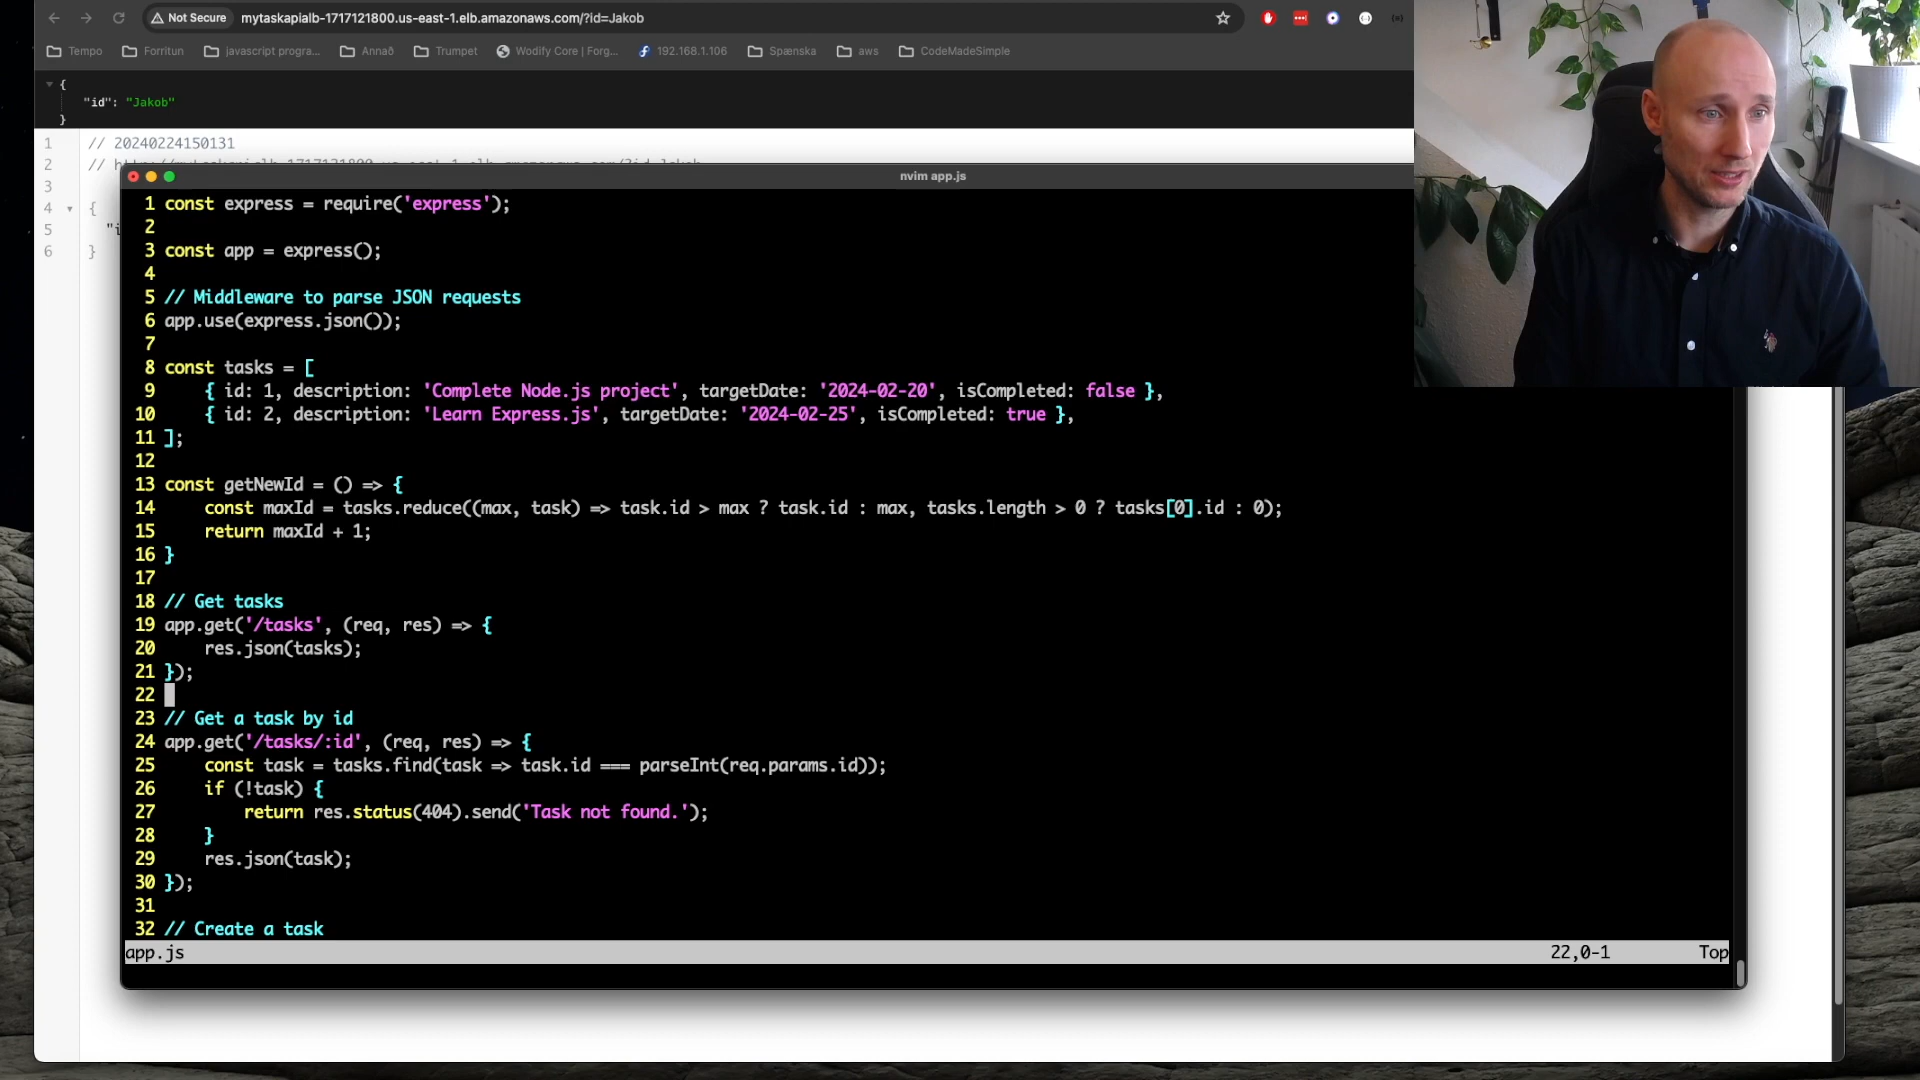 Not Secure mytaskapialb-1717121800.us-east-1.elb.amazonaws.com/?id=Jakob
Tempo Forritun javascript progra... Annað Trumpet Wodify Core | Forg... 192.168.1.106 Spænska aws CodeMadeSimple
{
"id": "Jakob"
}
1 // 20240224150131
2 //
3
4 {
5 "i
6 }
nvim app.js
1 const express = require('express');
2
3 const app = express();
4
5 // Middleware to parse JSON requests
6 app.use(express.json());
7
8 const tasks = [
9 { id: 1, description: 'Complete Node.js project', targetDate: '2024-02-20', isCompleted: false },
10 { id: 2, description: 'Learn Express.js', targetDate: '2024-02-25', isCompleted: true },
11 ];
12
13 const getNewId = () => {
14 const maxId = tasks.reduce((max, task) => task.id > max ? task.id : max, tasks.length > 0 ? tasks[0].id : 0);
15 return maxId + 1;
16 }
17
18 // Get tasks
19 app.get('/tasks', (req, res) => {
20 res.json(tasks);
21 });
22
23 // Get a task by id
24 app.get('/tasks/:id', (req, res) => {
25 const task = tasks.find(task => task.id === parseInt(req.params.id));
26 if (!task) {
27 return res.status(404).send('Task not found.');
28 }
29 res.json(task);
30 });
31
32 // Create a task
app.js 22,0-1 Top